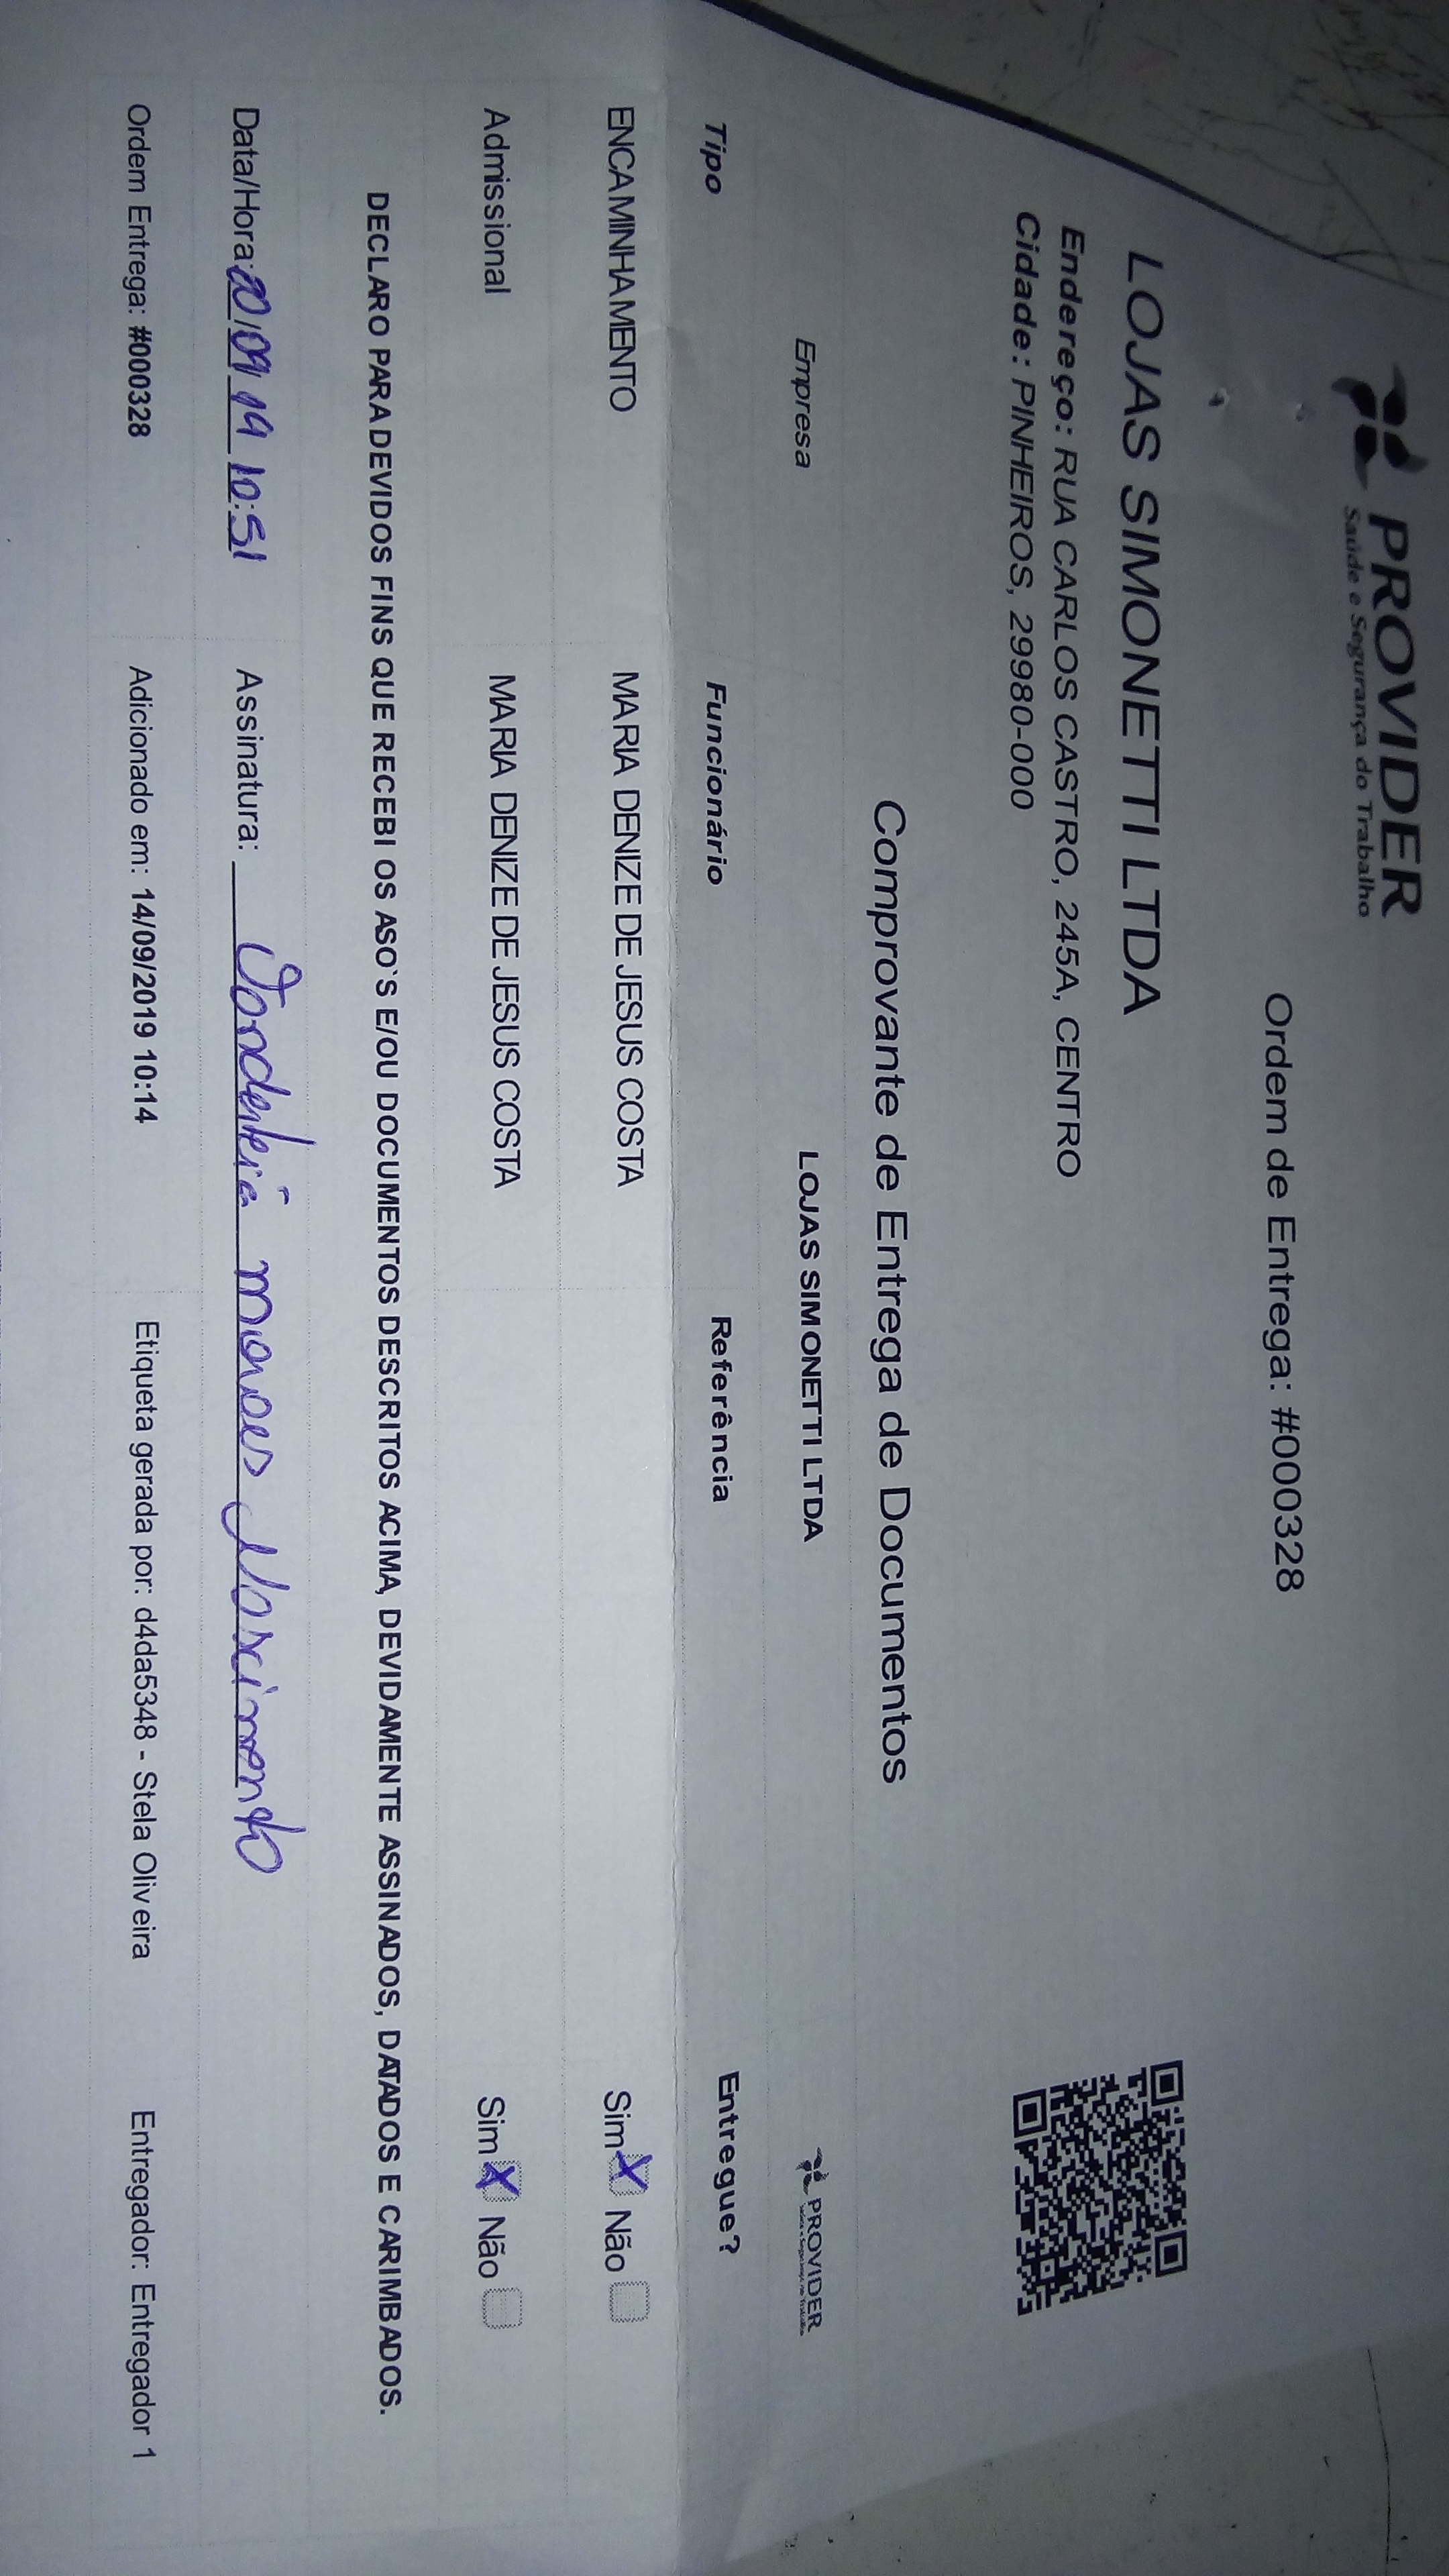 PROVIDER
Saúde e Segurança do Trabalho
Ordem de Entrega: #000328
LOJAS SIMONETTI LTDA
Endereço: RUA CARLOS CASTRO, 245A, CENTRO
Cidade: PINHEIROS, 29980-000
Comprovante de Entrega de Documentos
Empresa LOJAS SIMONETTI LTDA PROVIDER
Saúde e Segurança do Trabalho
Tipo Funcionário Referência Entregue?
ENCAMINHAMENTO MARIA DENIZE DE JESUS COSTA Sim X Não
Admissional MARIA DENIZE DE JESUS COSTA Sim X Não
DECLARO PARA DEVIDOS FINS QUE RECEBI OS ASO`S E/OU DOCUMENTOS DESCRITOS ACIMA, DEVIDAMENTE ASSINADOS, DATADOS E CARIMBADOS.
Data/Hora: 20/09/19 10:51 Assinatura: Nascimento
Ordem Entrega: #000328 Adicionado em: 14/09/2019 10:14 Etiqueta gerada por: d4da5348 - Stela Oliveira Entregador: Entregador 1